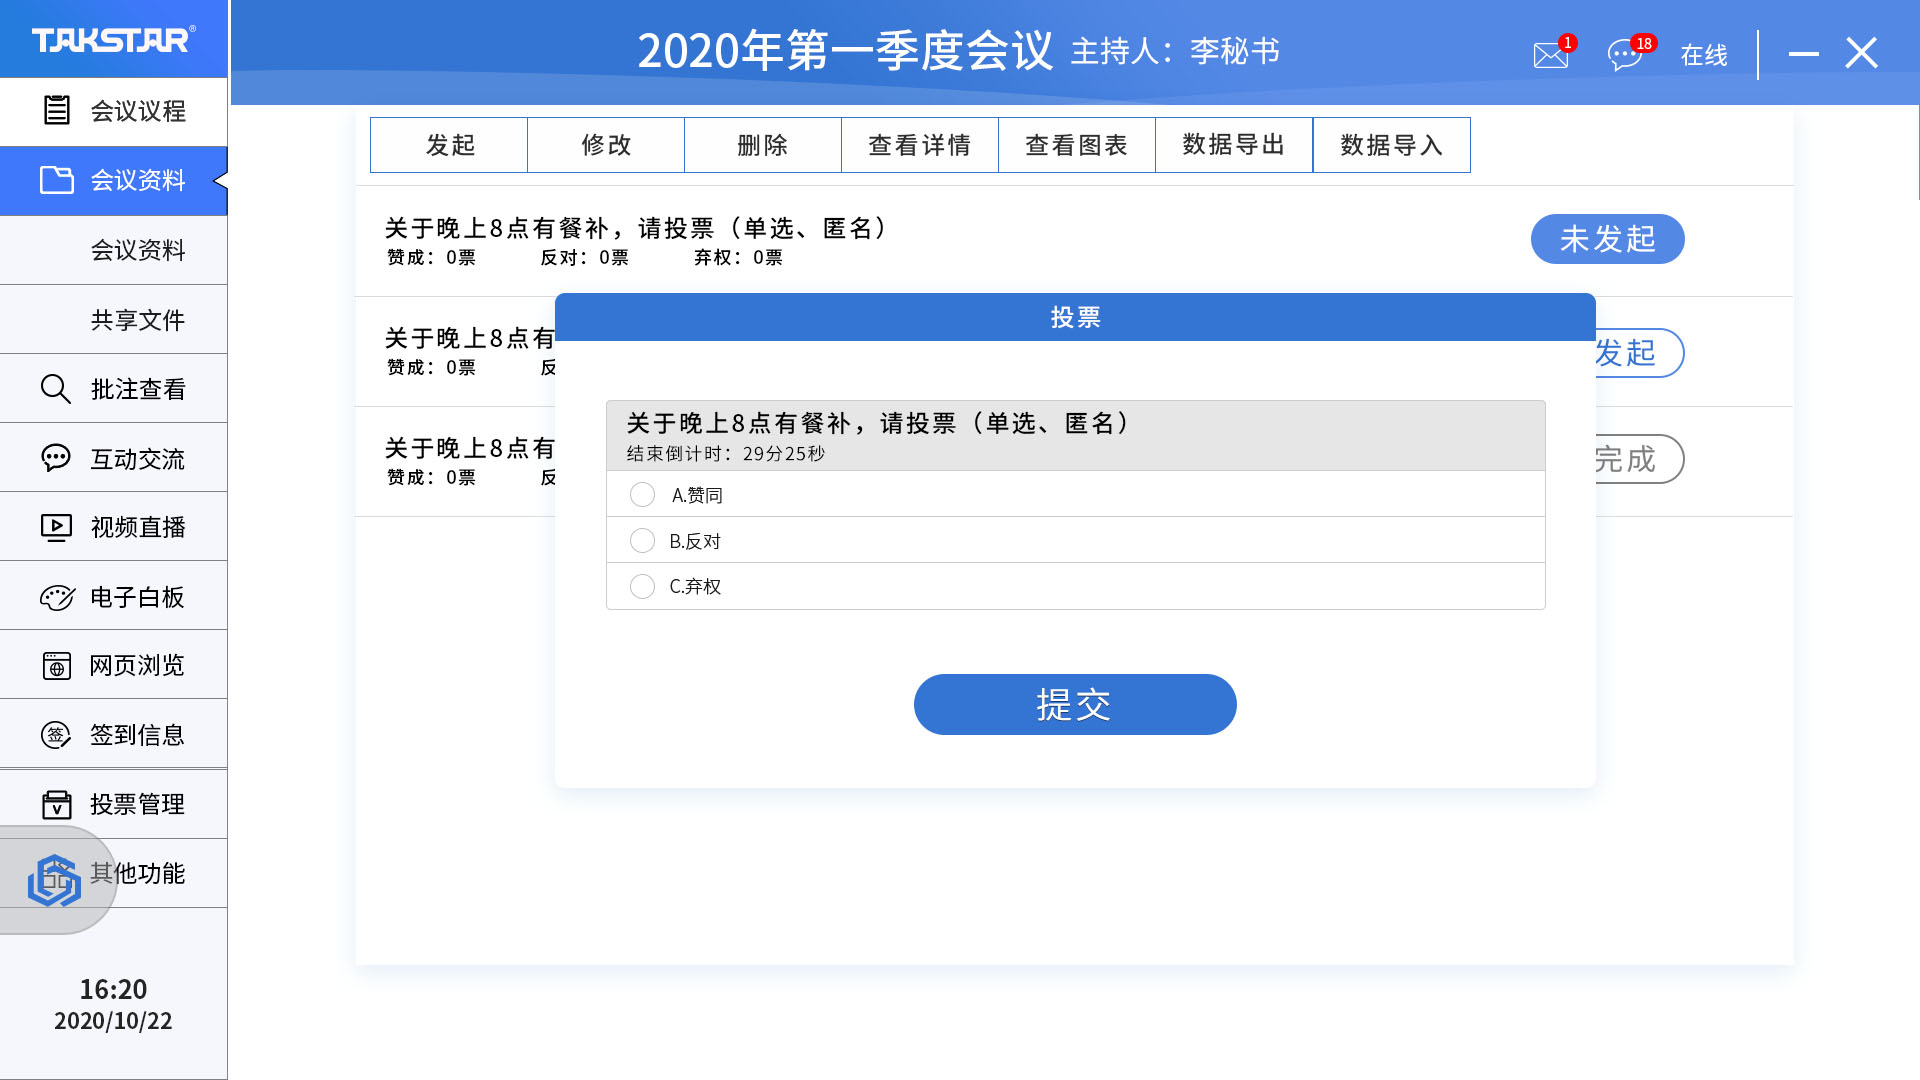 TAKSTAR®
2020年第一季度会议 主持人：李秘书
1
18
在线
会议议程
会议资料
会议资料
共享文件
批注查看
互动交流
视频直播
电子白板
网页浏览
签
签到信息
V
投票管理
其他功能
16:20
2020/10/22
发起
修改
删除
查看详情
查看图表
数据导出
数据导入
关于晚上8点有餐补，请投票（单选、匿名）
赞成：0票 反对：0票 弃权：0票
未发起
关于晚上8点有
赞成：0票 反
发起
关于晚上8点有
赞成：0票 反
完成
投票
关于晚上8点有餐补，请投票（单选、匿名）
结束倒计时：29分25秒
A.赞同
B.反对
C.弃权
提交